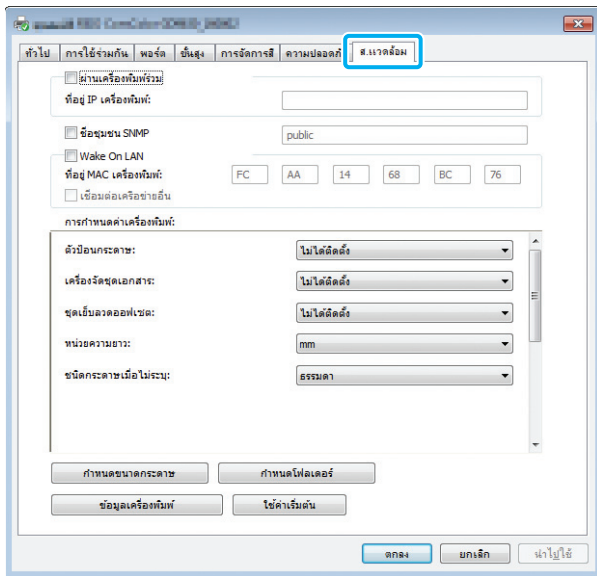 ทั่วไป การใช้ร่วมกัน พอร์ต ขั้นสูง การจัดการสี ความปลอดภั ส.แวดล้อม
ผ่านเครื่องพิมพ์ร่วม
ที่อยู่ IP เครื่องพิมพ์:
ชื่อชุมชน SNMP public
Wake On LAN
ที่อยู่ MAC เครื่องพิมพ์: FC AA 14 68 BC 76
เชื่อมต่อเครือข่ายอื่น
การกำหนดค่าเครื่องพิมพ์:
ตัวป้อนกระดาษ: ไม่ได้ติดตั้ง
เครื่องจัดชุดเอกสาร: ไม่ได้ติดตั้ง
ชุดเย็บลวดออฟเซต: ไม่ได้ติดตั้ง
หน่วยความยาว: mm
ชนิดกระดาษเมื่อไม่ระบุ: ธรรมดา
กำหนดขนาดกระดาษ กำหนดโฟลเดอร์
ข้อมูลเครื่องพิมพ์ ใช้ค่าเริ่มต้น
ตกลง ยกเลิก นำไปใช้